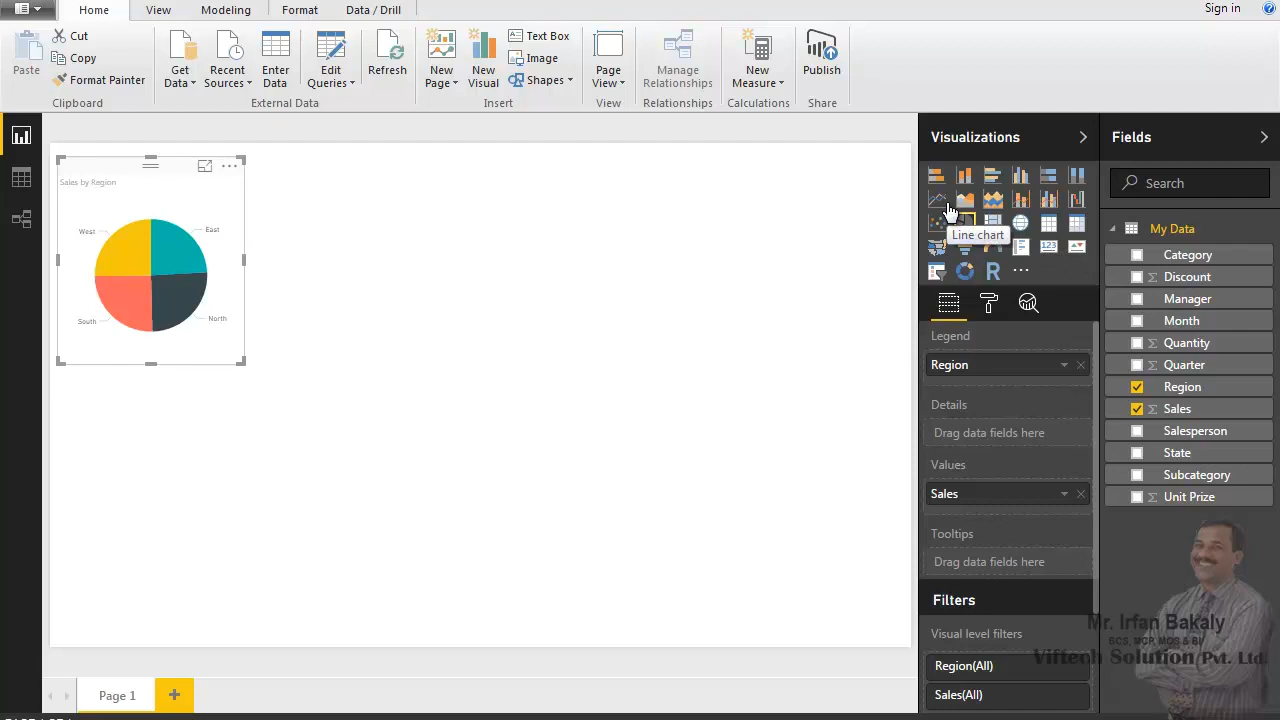 Home View Modeling Format Data / Drill Sign in
Cut
Copy
Format Painter
Paste
Clipboard
Get Data
Recent Sources
Enter Data
Edit Queries
Refresh
External Data
New Page
New Visual
Text Box
Image
Shapes
Insert
Page View
View
Manage Relationships
Relationships
New Measure
Calculations
Publish
Share
Sales by Region
West
East
South
North
Visualizations
Line chart
123
R
Legend
Region
Details
Drag data fields here
Values
Sales
Tooltips
Drag data fields here
Filters
Visual level filters
Region(All)
Sales(All)
Fields
Search
My Data
Category
Discount
Manager
Month
Quantity
Quarter
Region
Sales
Salesperson
State
Subcategory
Unit Prize
Mr. Irfan Bakaly
BCS, MCP, MOS & BI
Viftech Solution Pvt. Ltd.
Page 1